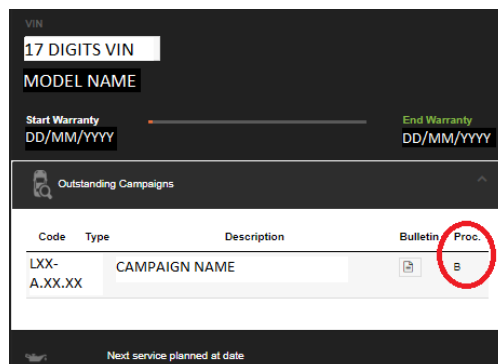 VIN
17 DIGITS VIN
MODEL NAME
Start Warranty End Warranty
DD/MM/YYYY DD/MM/YYYY
Outstanding Campaigns
Code Type Description Bulletin Proc.
LXX-
A.XX.XX CAMPAIGN NAME B
Next service planned at date